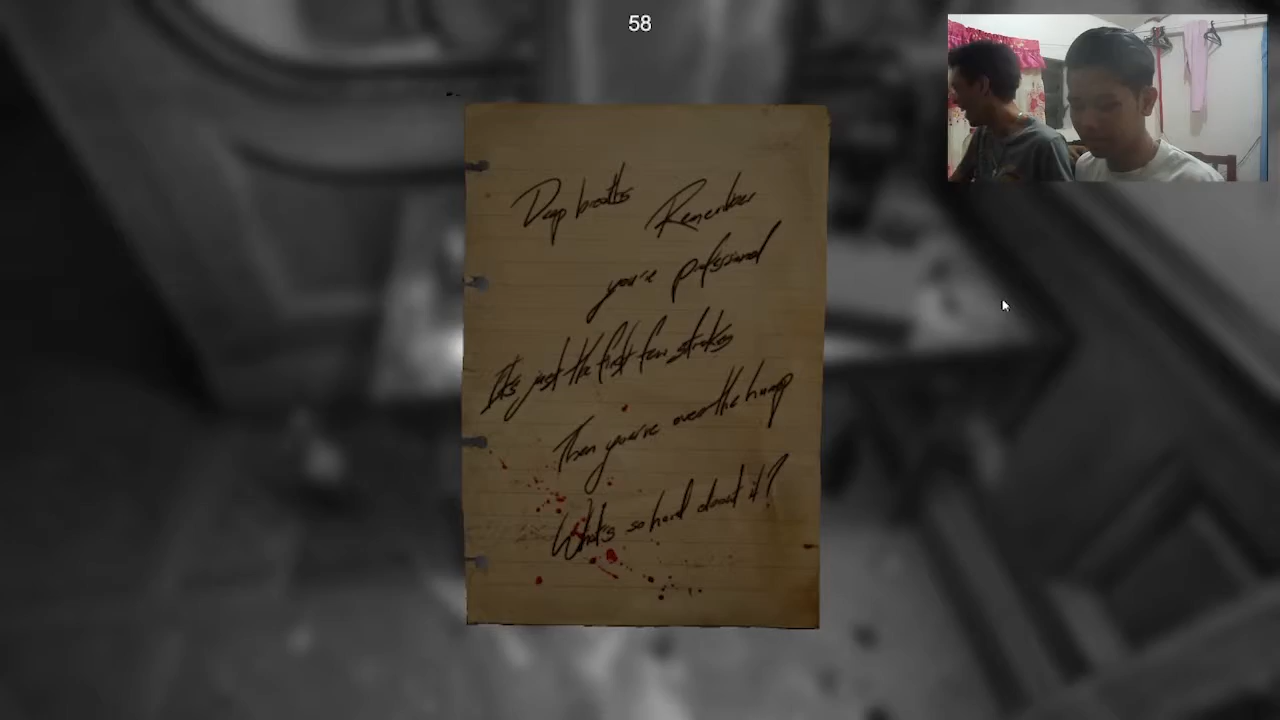 58
Deep breaths Remember
you're professional
It's just the first few strokes
Then you're over the hump
What's so hard about it?